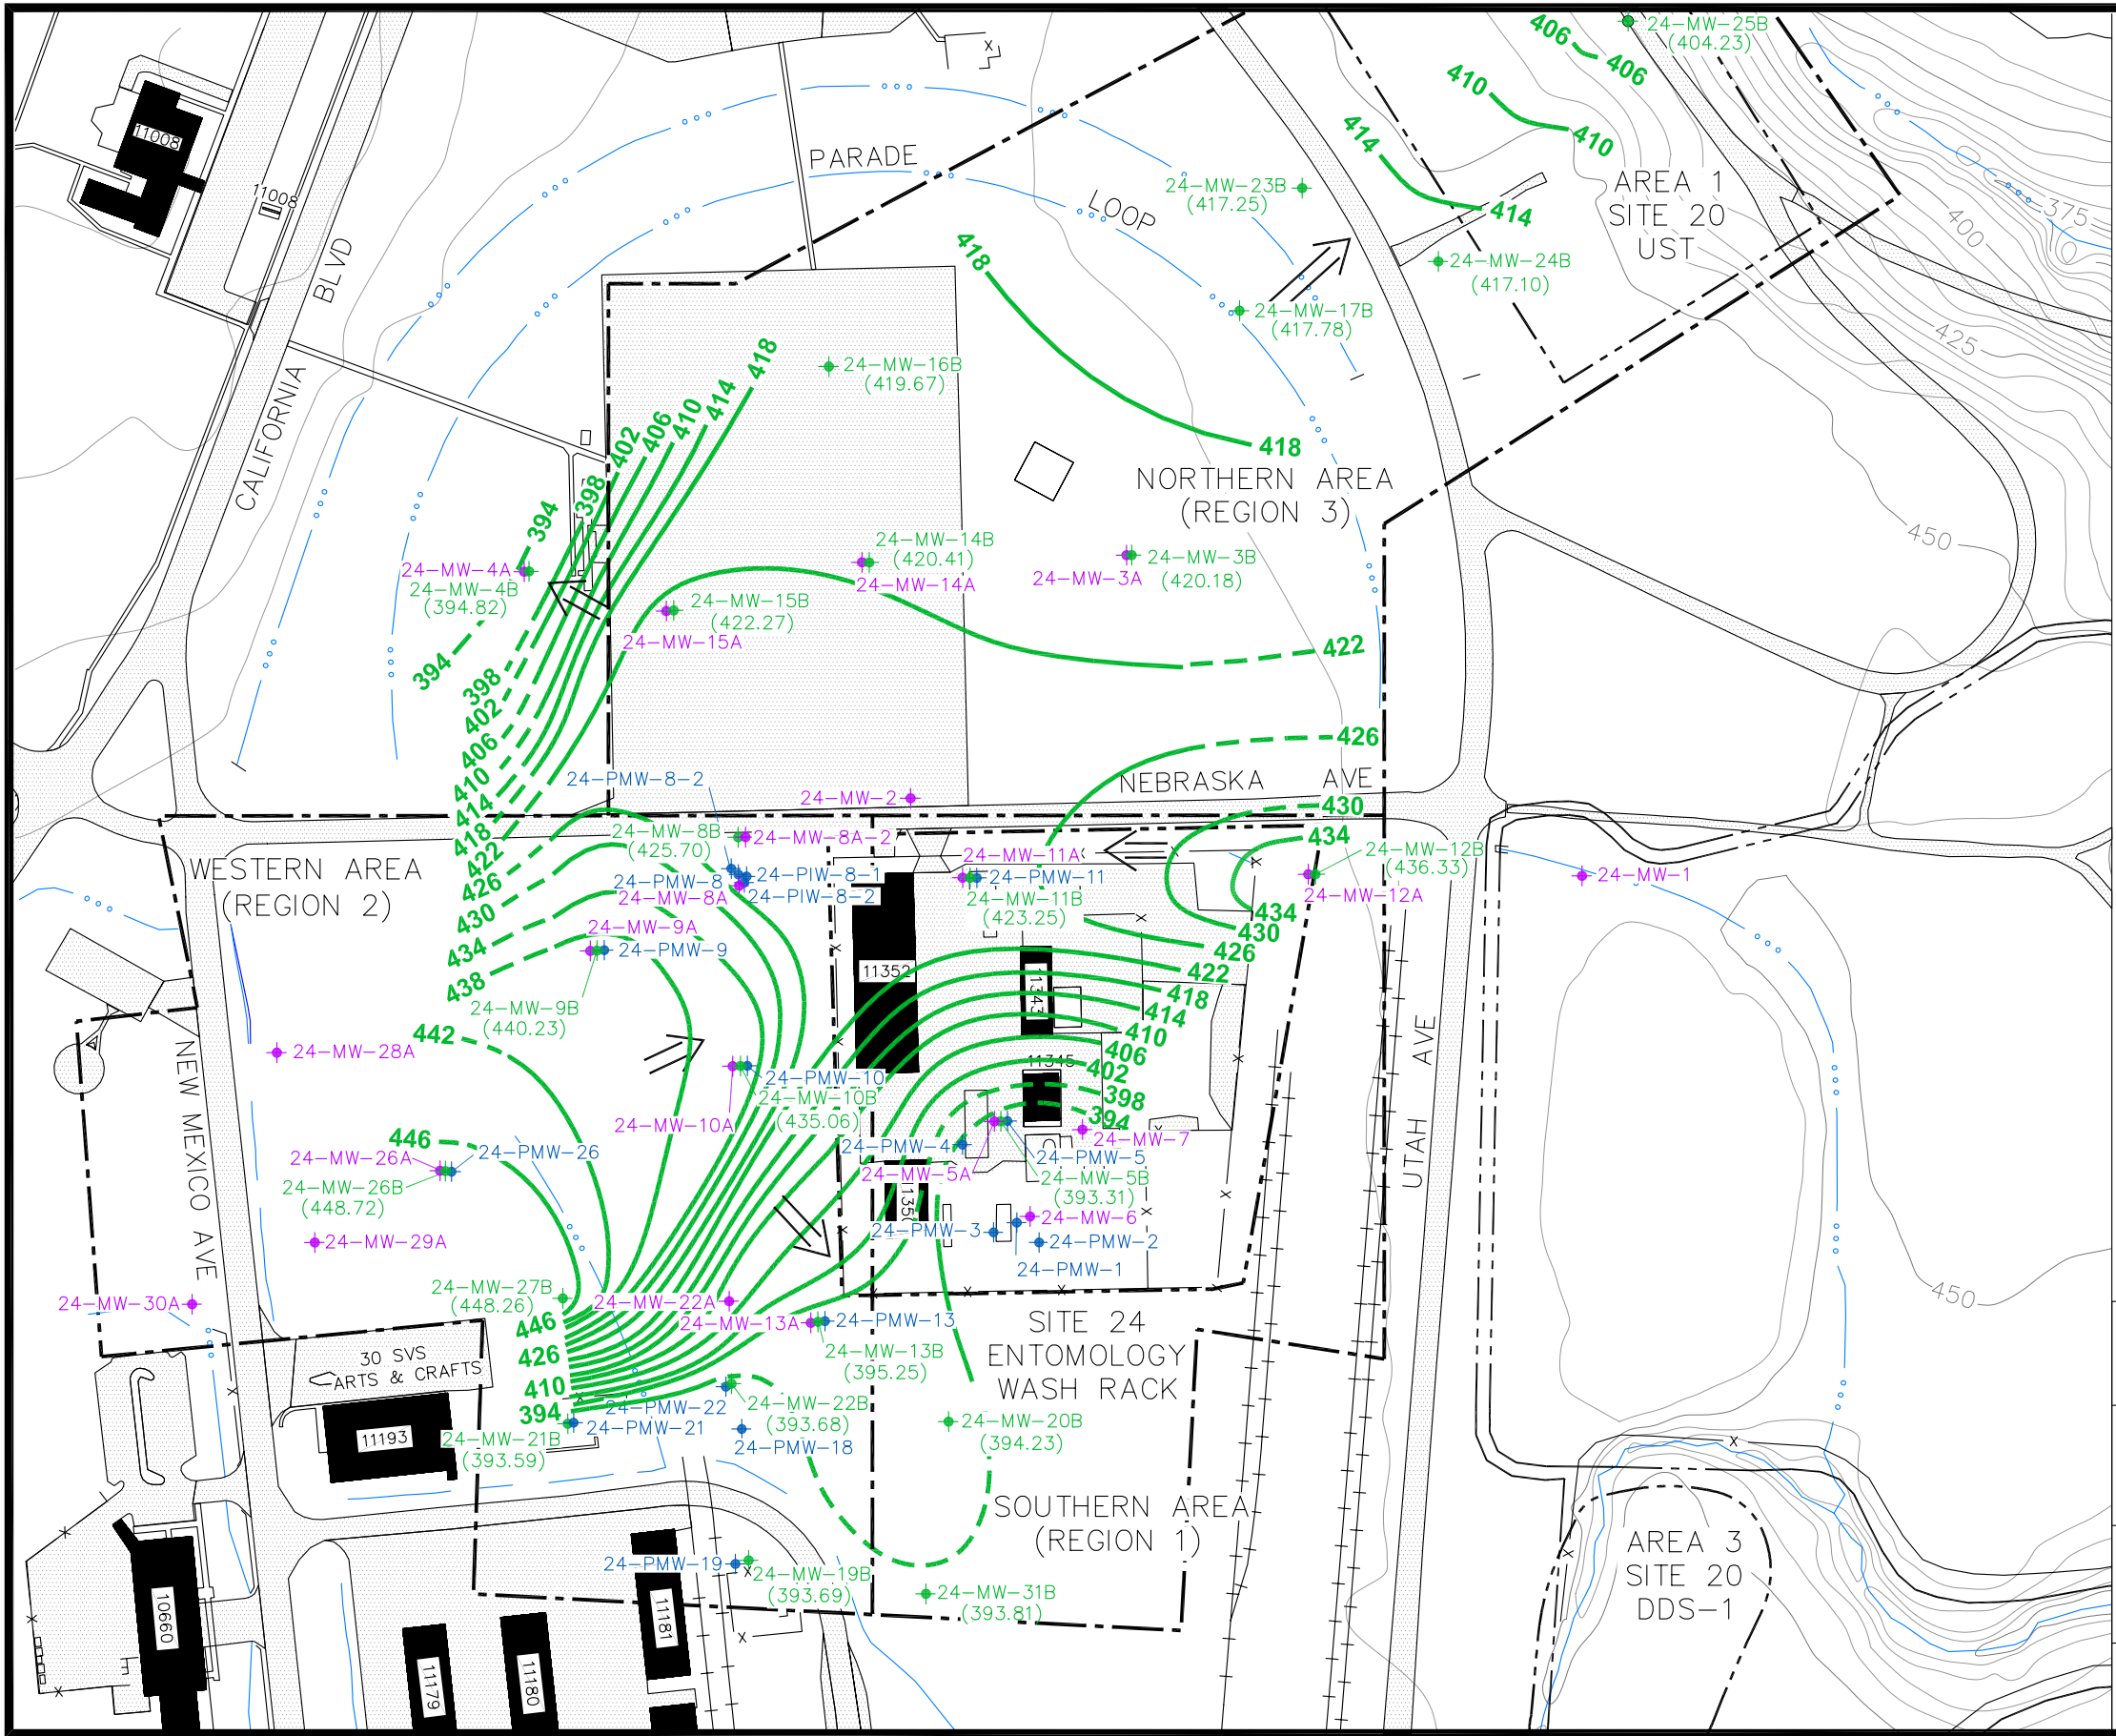 406
24-MW-25B
(404.23)
406
410
410
414
414
11008
11008
PARADE
LOOP
24-MW-23B
(417.25)
AREA 1
SITE 20
UST
375
400
425
24-MW-24B
(417.10)
24-MW-17B
(417.78)
418
418
CALIFORNIA
BLVD
418
414
410
406
402
398
394
24-MW-16B
(419.67)
NORTHERN AREA
(REGION 3)
450
24-MW-14B
(420.41)
24-MW-14A
24-MW-3B
(420.18)
24-MW-3A
24-MW-4A
24-MW-4B
(394.82)
24-MW-15B
(422.27)
24-MW-15A
422
394
398
402
406
410
414
418
422
426
430
434
438
426
NEBRASKA
AVE
430
434
24-PMW-8-2
24-MW-2
24-MW-8B
(425.70)
24-MW-8A-2
24-PIW-8-1
24-PMW-8
24-PIW-8-2
24-MW-8A
24-MW-11A
24-PMW-11
24-MW-11B
(423.25)
24-MW-12B
(436.33)
24-MW-12A
24-MW-1
WESTERN AREA
(REGION 2)
24-MW-9A
24-PMW-9
24-MW-9B
(440.23)
434
430
426
422
418
414
410
406
402
398
394
11352
11343
11345
442
24-MW-28A
NEW MEXICO AVE
UTAH AVE
24-PMW-10
24-MW-10B
(435.06)
24-MW-10A
446
24-MW-26A
24-PMW-26
24-MW-26B
(448.72)
24-MW-29A
24-PMW-4
24-MW-7
24-PMW-5
24-MW-5A
24-MW-5B
(393.31)
24-MW-6
24-PMW-3
24-PMW-2
24-PMW-1
24-MW-27B
(448.26)
24-MW-30A
24-MW-22A
24-MW-13A
24-PMW-13
24-MW-13B
(395.25)
446
426
410
394
SITE 24
ENTOMOLOGY
WASH RACK
450
30 SVS
ARTS & CRAFTS
11193
24-PMW-22
24-PMW-21
24-MW-21B
(393.59)
24-MW-22B
(393.68)
24-PMW-18
24-MW-20B
(394.23)
SOUTHERN AREA
(REGION 1)
AREA 3
SITE 20
DDS-1
24-PMW-19
24-MW-19B
(393.69)
24-MW-31B
(393.81)
10660
11179
11180
11181